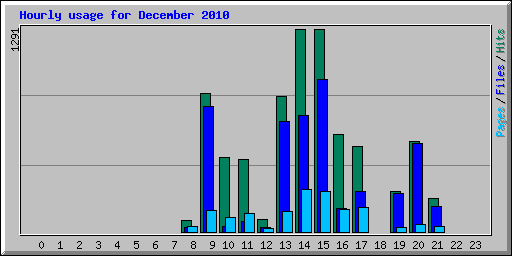 Hourly usage for December 2010
1291
Pages / Files / Hits
0 1 2 3 4 5 6 7 8 9 10 11 12 13 14 15 16 17 18 19 20 21 22 23